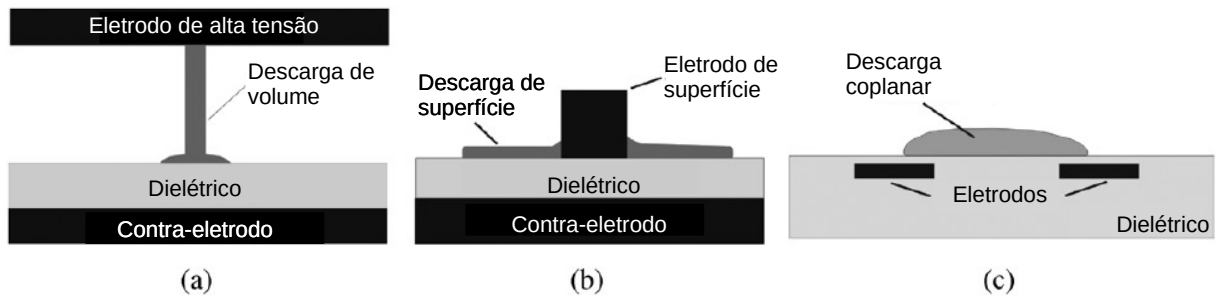 Eletrodo de alta tensão
Descarga de
volume
Dielétrico
Contra-eletrodo
(a)
Descarga de
superfície
Eletrodo de
superfície
Dielétrico
Contra-eletrodo
(b)
Descarga
coplanar
Eletrodos
Dielétrico
(c)